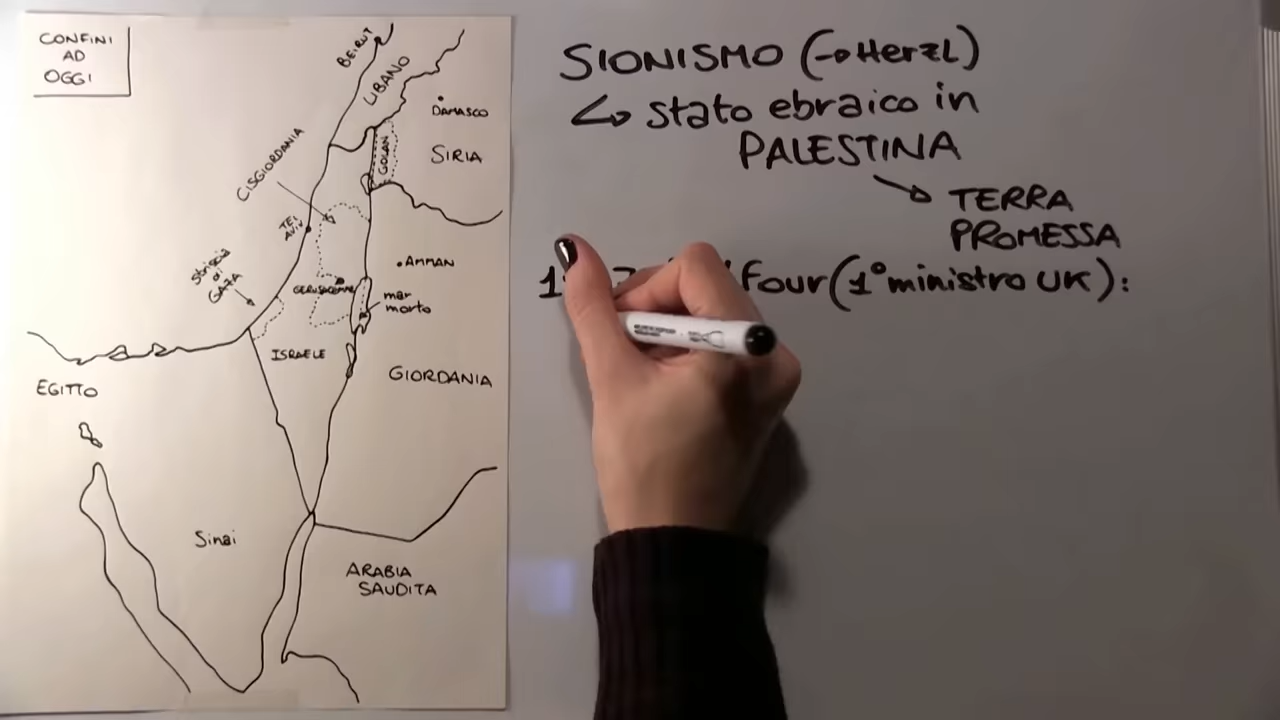 CONFINI
AD
OGGI
BEIRUT
LIBANO
DAMASCO
GOLAN
SIRIA
CISGIORDANIA
TEL
AVIV
Striscia
di
GAZA
AMMAN
GERUSALEMME
mar
morto
ISRAELE
GIORDANIA
EGITTO
Sinai
ARABIA
SAUDITA
SIONISMO (→Herzl)
↳ stato ebraico in
PALESTINA
↘ TERRA
PROMESSA
four (1° ministro UK):